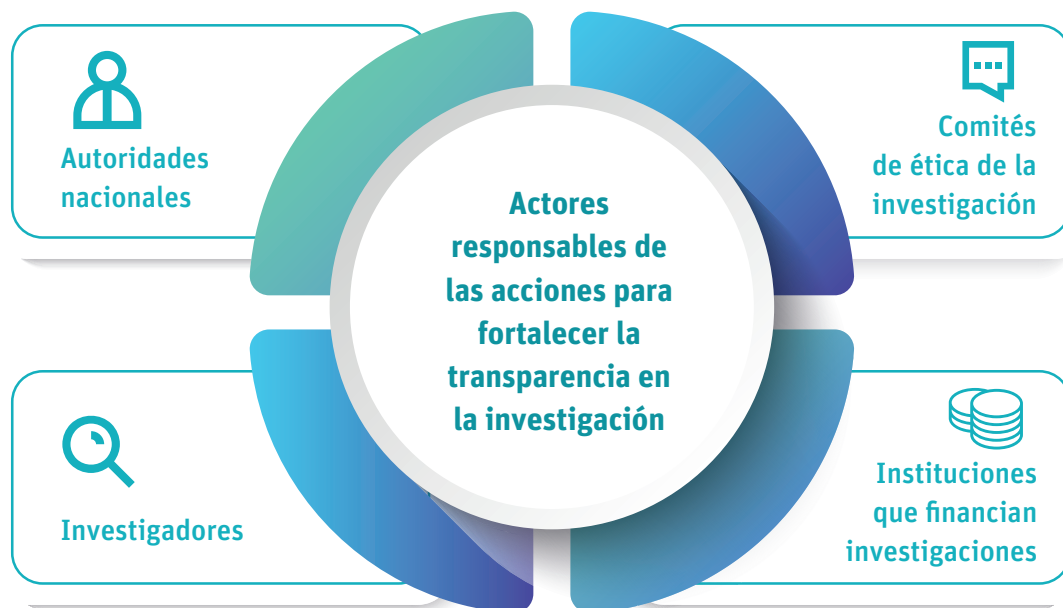 Autoridades
nacionales
Comités
de ética de la
investigación
Actores
responsables de
las acciones para
fortalecer la
transparencia en
la investigación
Investigadores
Instituciones
que financian
investigaciones